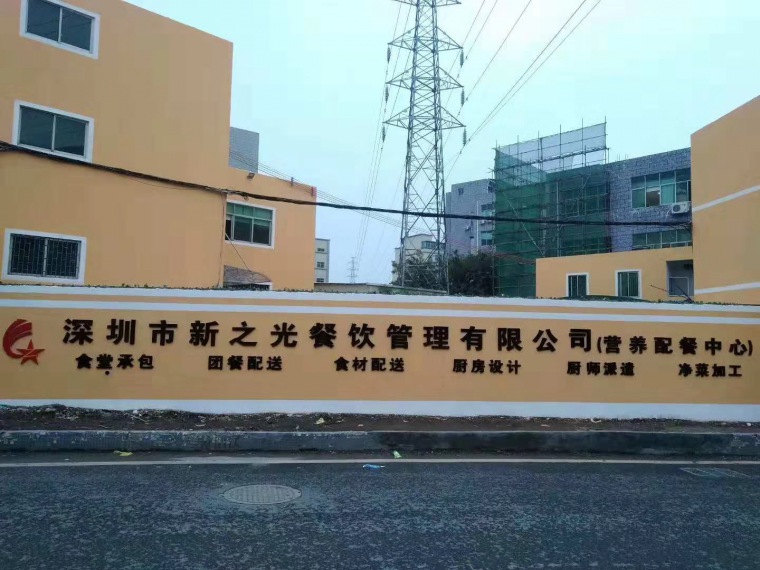 深圳市新之光餐饮管理有限公司(营养配餐中心)
食堂承包 团餐配送 食材配送 厨房设计 厨师派遣 净菜加工